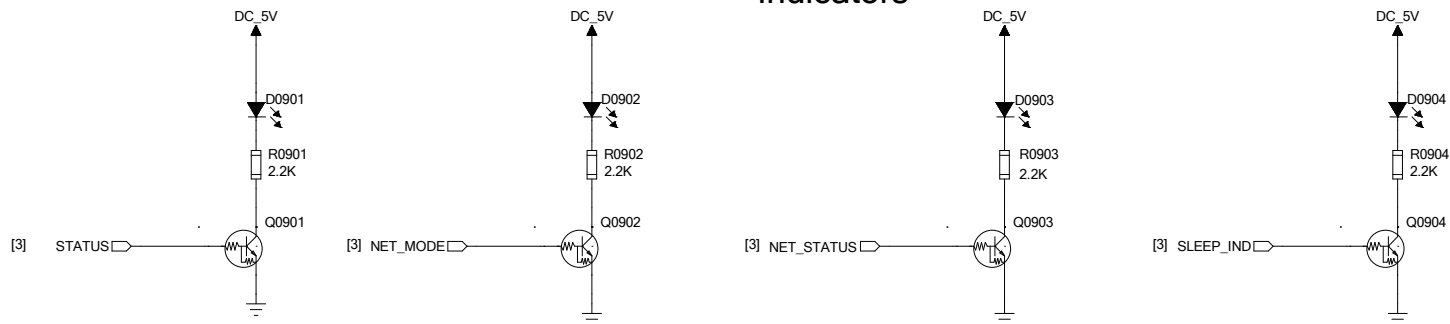 Indicators
DC_5V DC_5V DC_5V DC_5V
D0901 D0902 D0903 D0904
R0901 R0902 R0903 R0904
2.2K 2.2K 2.2K 2.2K
Q0901 Q0902 Q0903 Q0904
[3] STATUS [3] NET_MODE [3] NET_STATUS [3] SLEEP_IND